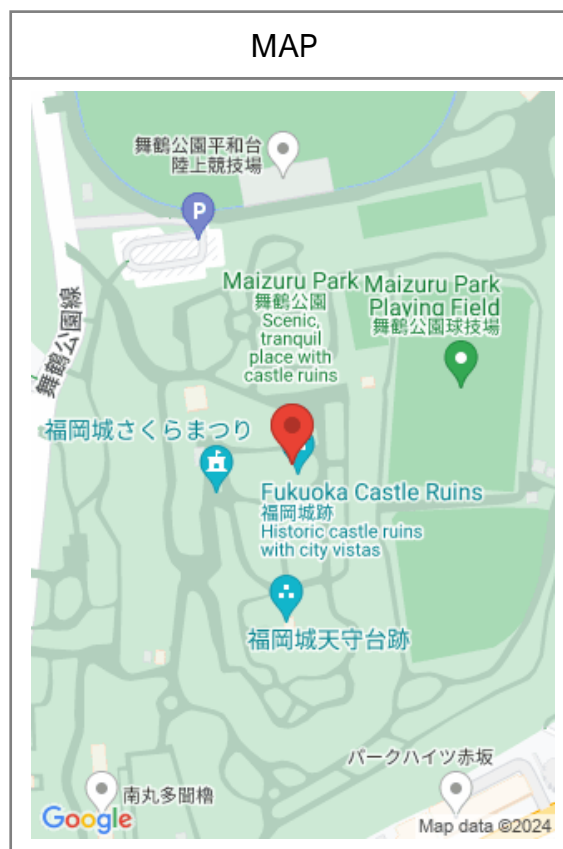 MAP
舞鶴公園平和台
陸上競技場
P
Maizuru Park
舞鶴公園
Scenic,
tranquil
place with
castle ruins
Maizuru Park
Playing Field
舞鶴公園球技場
舞鶴公園線
福岡城さくらまつり
Fukuoka Castle Ruins
福岡城跡
Historic castle ruins
with city vistas
福岡城天守台跡
パークハイツ赤坂
南丸多聞櫓
Google
Map data ©2024